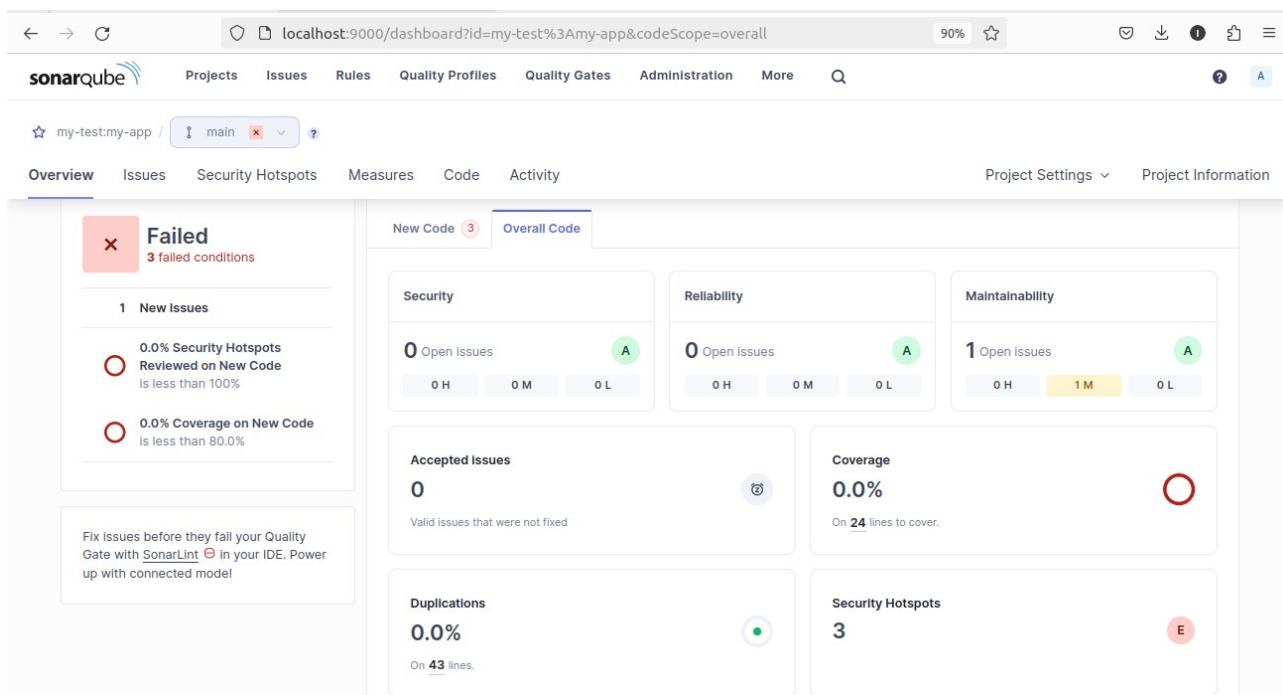 localhost:9000/dashboard?id=my-test%3Amy-app&codeScope=overall
90%
sonarqube
Projects
Issues
Rules
Quality Profiles
Quality Gates
Administration
More
?
A
my-test:my-app /
main
?
Overview
Issues
Security Hotspots
Measures
Code
Activity
Project Settings
Project Information
Failed
3 failed conditions
1 New Issues
0.0% Security Hotspots
Reviewed on New Code
is less than 100%
0.0% Coverage on New Code
is less than 80.0%
Fix issues before they fail your Quality
Gate with SonarLint in your IDE. Power
up with connected mode!
New Code 3
Overall Code
Security
0 Open issues
A
0 H
0 M
0 L
Reliability
0 Open issues
A
0 H
0 M
0 L
Maintainability
1 Open issues
A
0 H
1 M
0 L
Accepted issues
0
Valid issues that were not fixed
Coverage
0.0%
On 24 lines to cover.
Duplications
0.0%
On 43 lines.
Security Hotspots
3
E